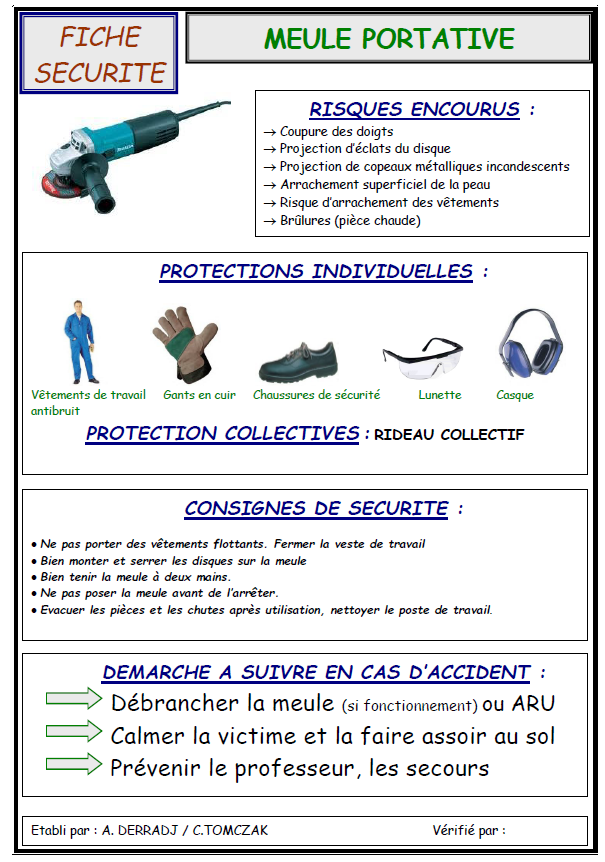 FICHE
SECURITE
MEULE PORTATIVE
RISQUES ENCOURUS :
→ Coupure des doigts
→ Projection d'éclats du disque
→ Projection de copeaux métalliques incandescents
→ Arrachement superficiel de la peau
→ Risque d'arrachement des vêtements
→ Brûlures (pièce chaude)
PROTECTIONS INDIVIDUELLES :
Vêtements de travail Gants en cuir Chaussures de sécurité Lunette Casque
antibruit
PROTECTION COLLECTIVES : RIDEAU COLLECTIF
CONSIGNES DE SECURITE :
• Ne pas porter des vêtements flottants. Fermer la veste de travail
• Bien monter et serrer les disques sur la meule
• Bien tenir la meule à deux mains.
• Ne pas poser la meule avant de l'arrêter.
• Evacuer les pièces et les chutes après utilisation, nettoyer le poste de travail.
DEMARCHE A SUIVRE EN CAS D'ACCIDENT :
Débrancher la meule (si fonctionnement) ou ARU
Calmer la victime et la faire assoir au sol
Prévenir le professeur, les secours
Etabli par : A. DERRADJ / C.TOMCZAK Vérifié par :